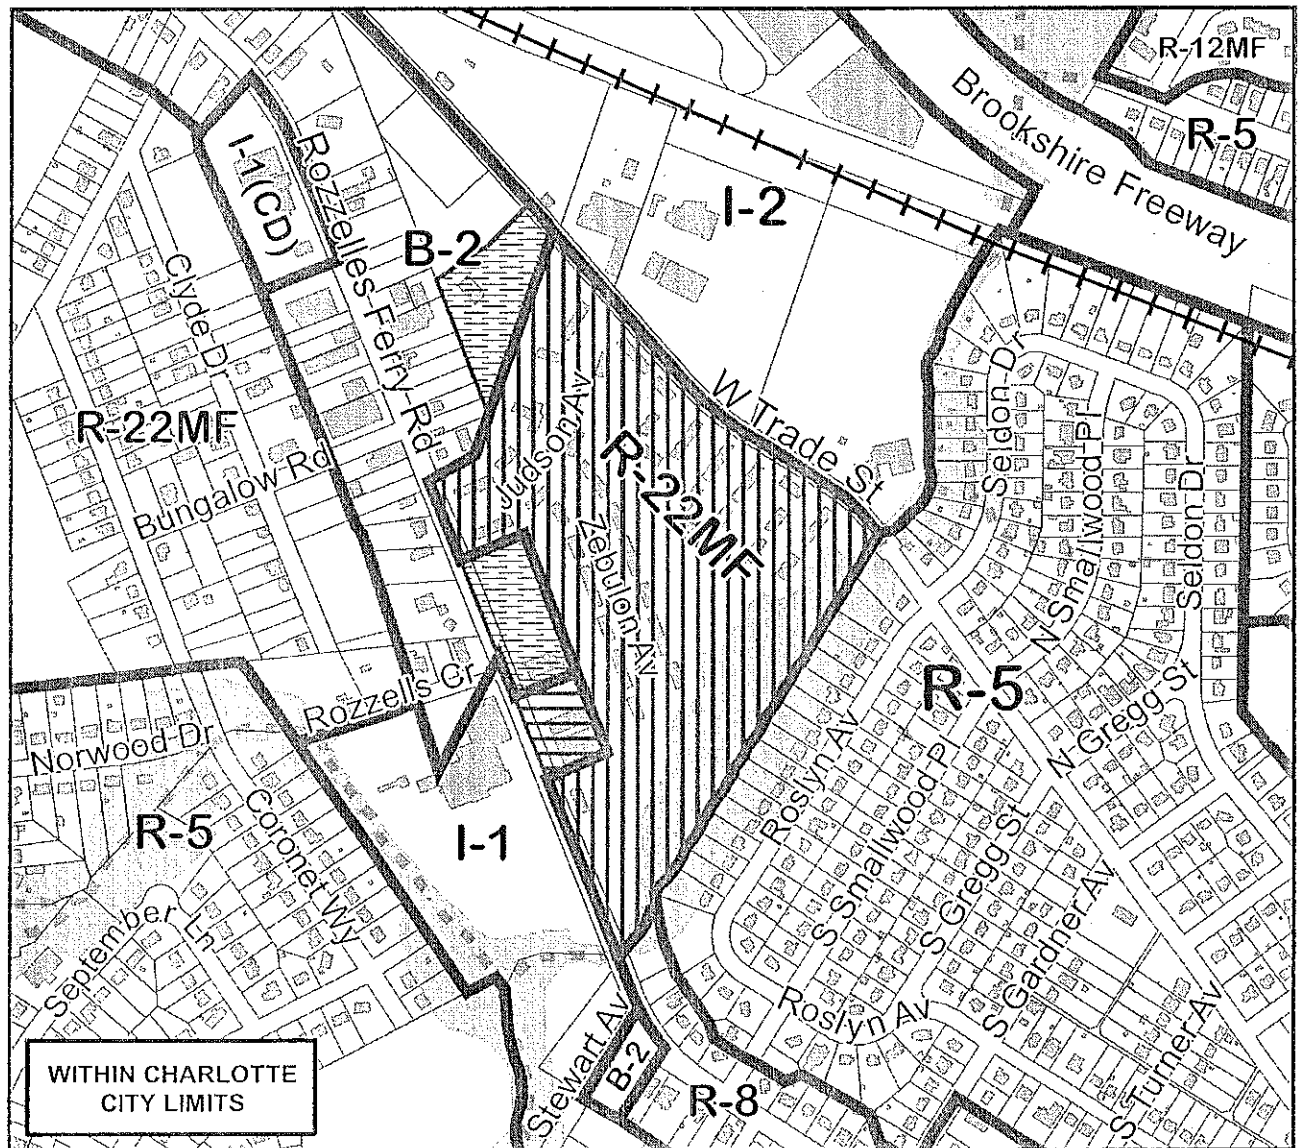 R-12MF
R-5
Brookshire Freeway
I-1(CD)
Rozzelles-Ferry-Rd
B-2
I-2
Clyde-Dr
R-22MF
Bungalow Rd
Judson-Av
R-22MF
W Trade St
Zebulon Av
Seldon-Dr
N Smallwood-Pl
Seldon Dr
R-5
N Gregg St
Rozzells Cr
Norwood-Dr
R-5
Coronet-Wy
September Ln
I-1
Roslyn Av
S Smallwood-Pl
S Gregg St
S Gardner Av
Roslyn Av
S Turner Av
Stewart Av
B-2
R-8
WITHIN CHARLOTTE
CITY LIMITS